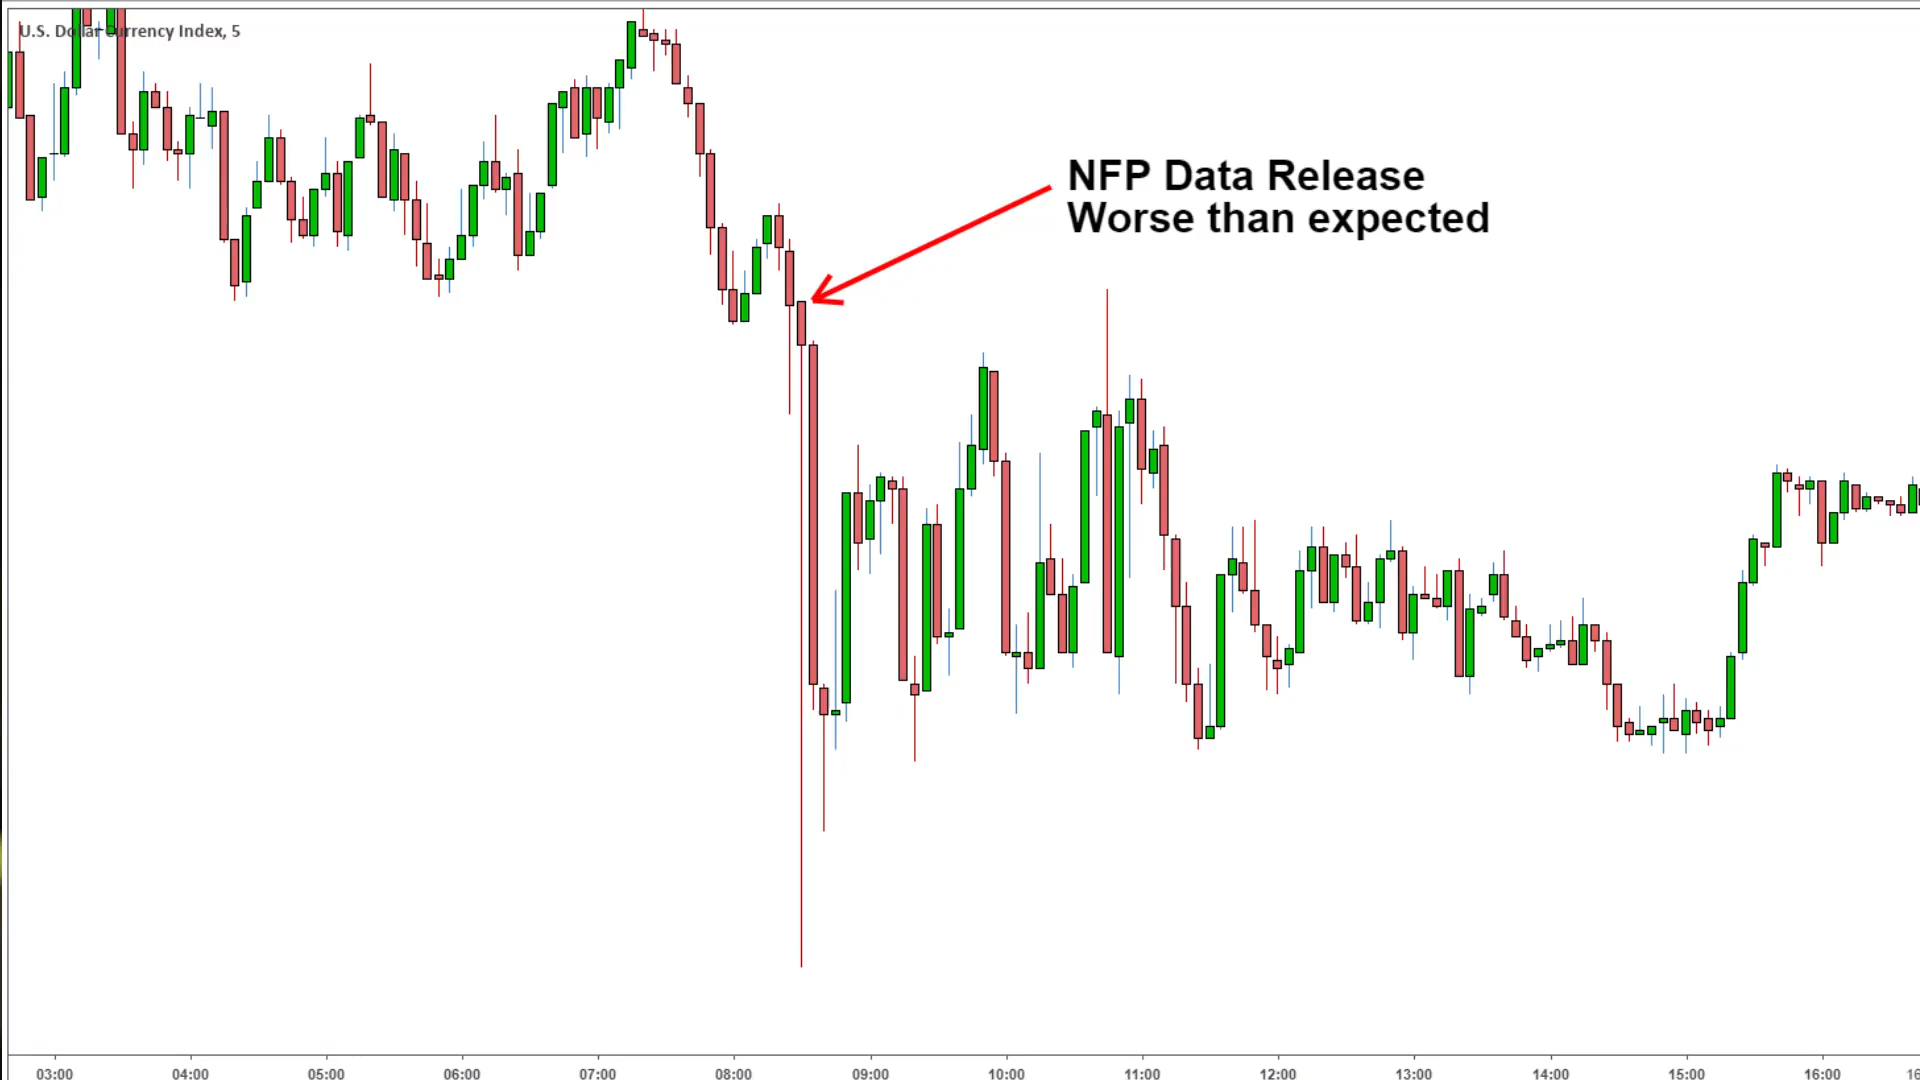 U.S. Dollar Currency Index, 5
NFP Data Release
Worse than expected
03:00 04:00 05:00 06:00 07:00 08:00 09:00 10:00 11:00 12:00 13:00 14:00 15:00 16:00 16